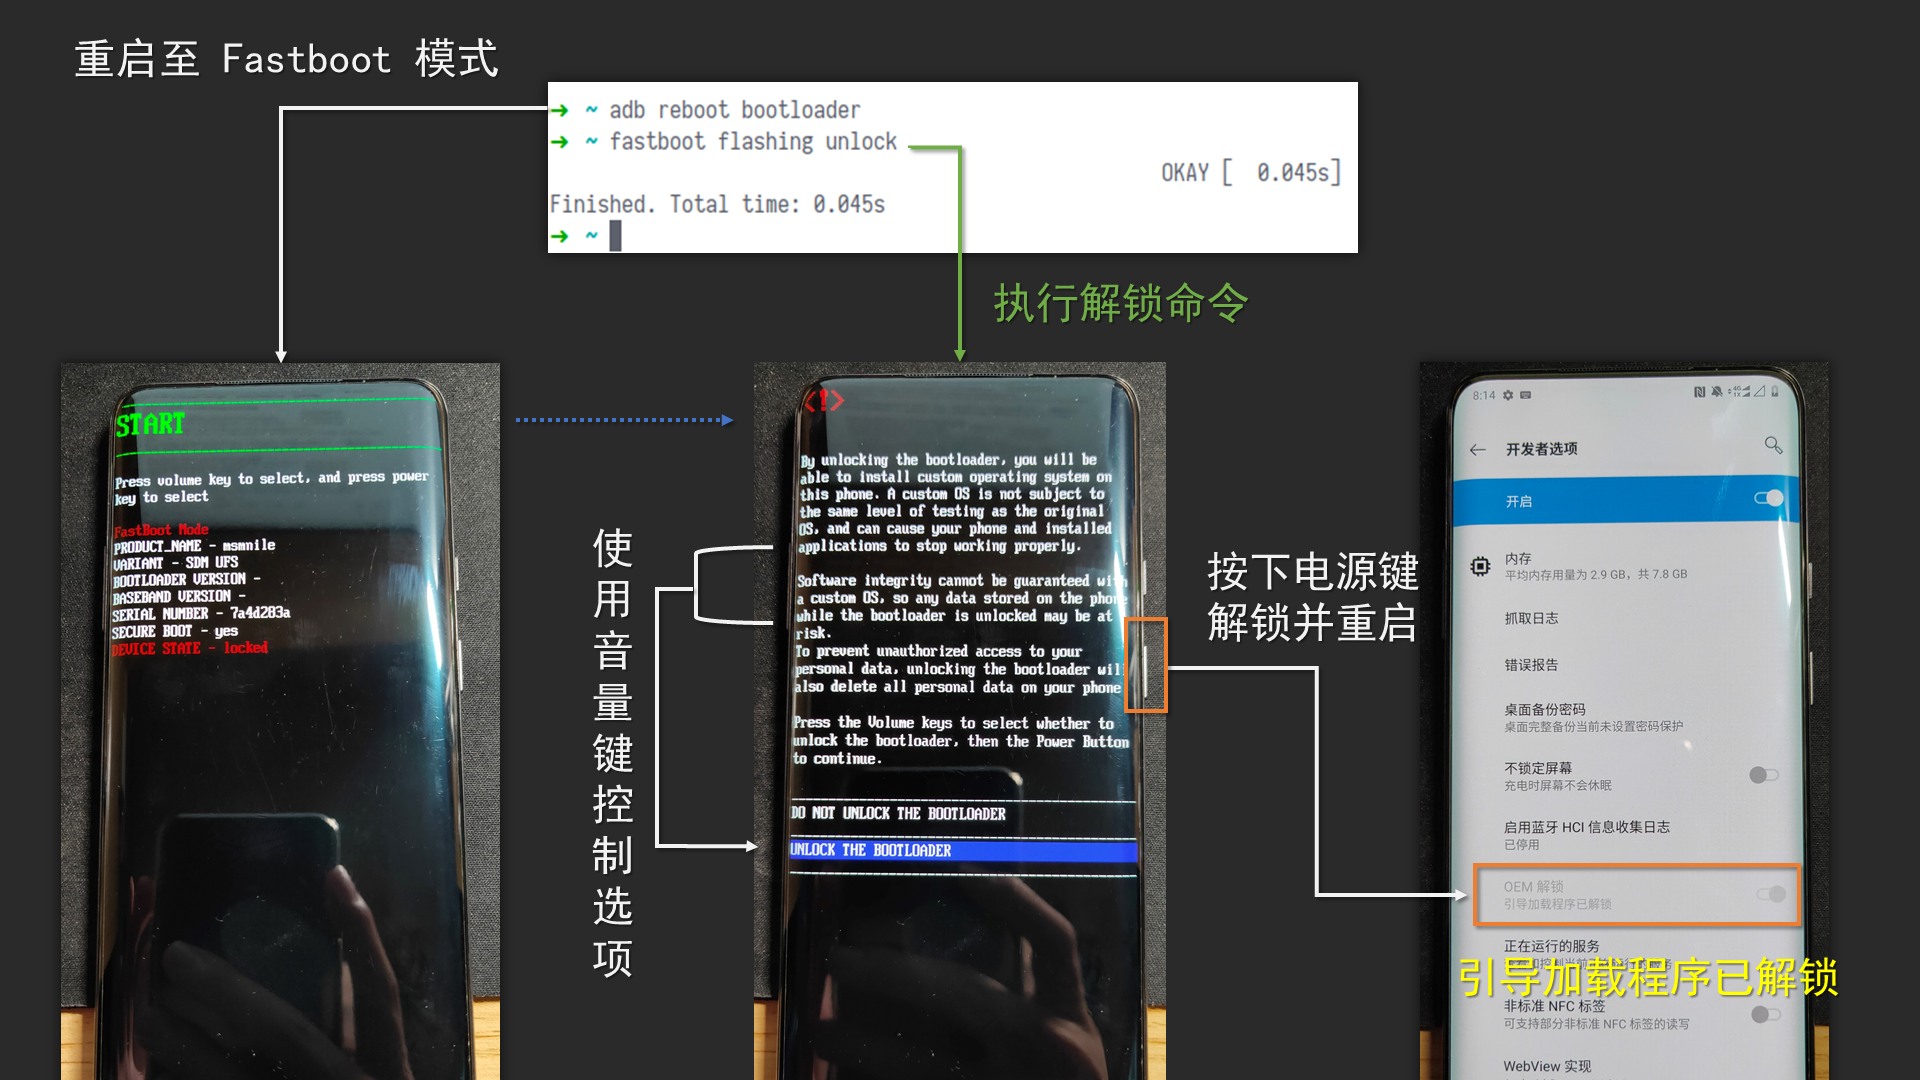 重启至 Fastboot 模式
➜ ~ adb reboot bootloader
➜ ~ fastboot flashing unlock
OKAY [  0.045s]
Finished. Total time: 0.045s
➜ ~
执行解锁命令
START
Press volume key to select, and press power
key to select
FastBoot Mode
PRODUCT_NAME - msmnile
VARIANT - SDM UFS
BOOTLOADER VERSION -
BASEBAND VERSION -
SERIAL NUMBER - 7a4d283a
SECURE BOOT - yes
DEVICE STATE - locked
使用音量键控制选项
<!>
By unlocking the bootloader, you will be
able to install custom operating system on
this phone. A custom OS is not subject to
the same level of testing as the original
OS, and can cause your phone and installed
applications to stop working properly.
Software integrity cannot be guaranteed with
a custom OS, so any data stored on the phone
while the bootloader is unlocked may be at
risk.
To prevent unauthorized access to your
personal data, unlocking the bootloader will
also delete all personal data on your phone
Press the Volume keys to select whether to
unlock the bootloader, then the Power Button
to continue.
DO NOT UNLOCK THE BOOTLOADER
UNLOCK THE BOOTLOADER
按下电源键
解锁并重启
8:14
开发者选项
开启
内存
平均内存用量为 2.9 GB，共 7.8 GB
抓取日志
错误报告
桌面备份密码
桌面完整备份当前未设置密码保护
不锁定屏幕
充电时屏幕不会休眠
启用蓝牙 HCI 信息收集日志
已停用
OEM 解锁
引导加载程序已解锁
正在运行的服务
引导加载程序已解锁
非标准 NFC 标签
可支持部分非标准 NFC 标签的读写
WebView 实现